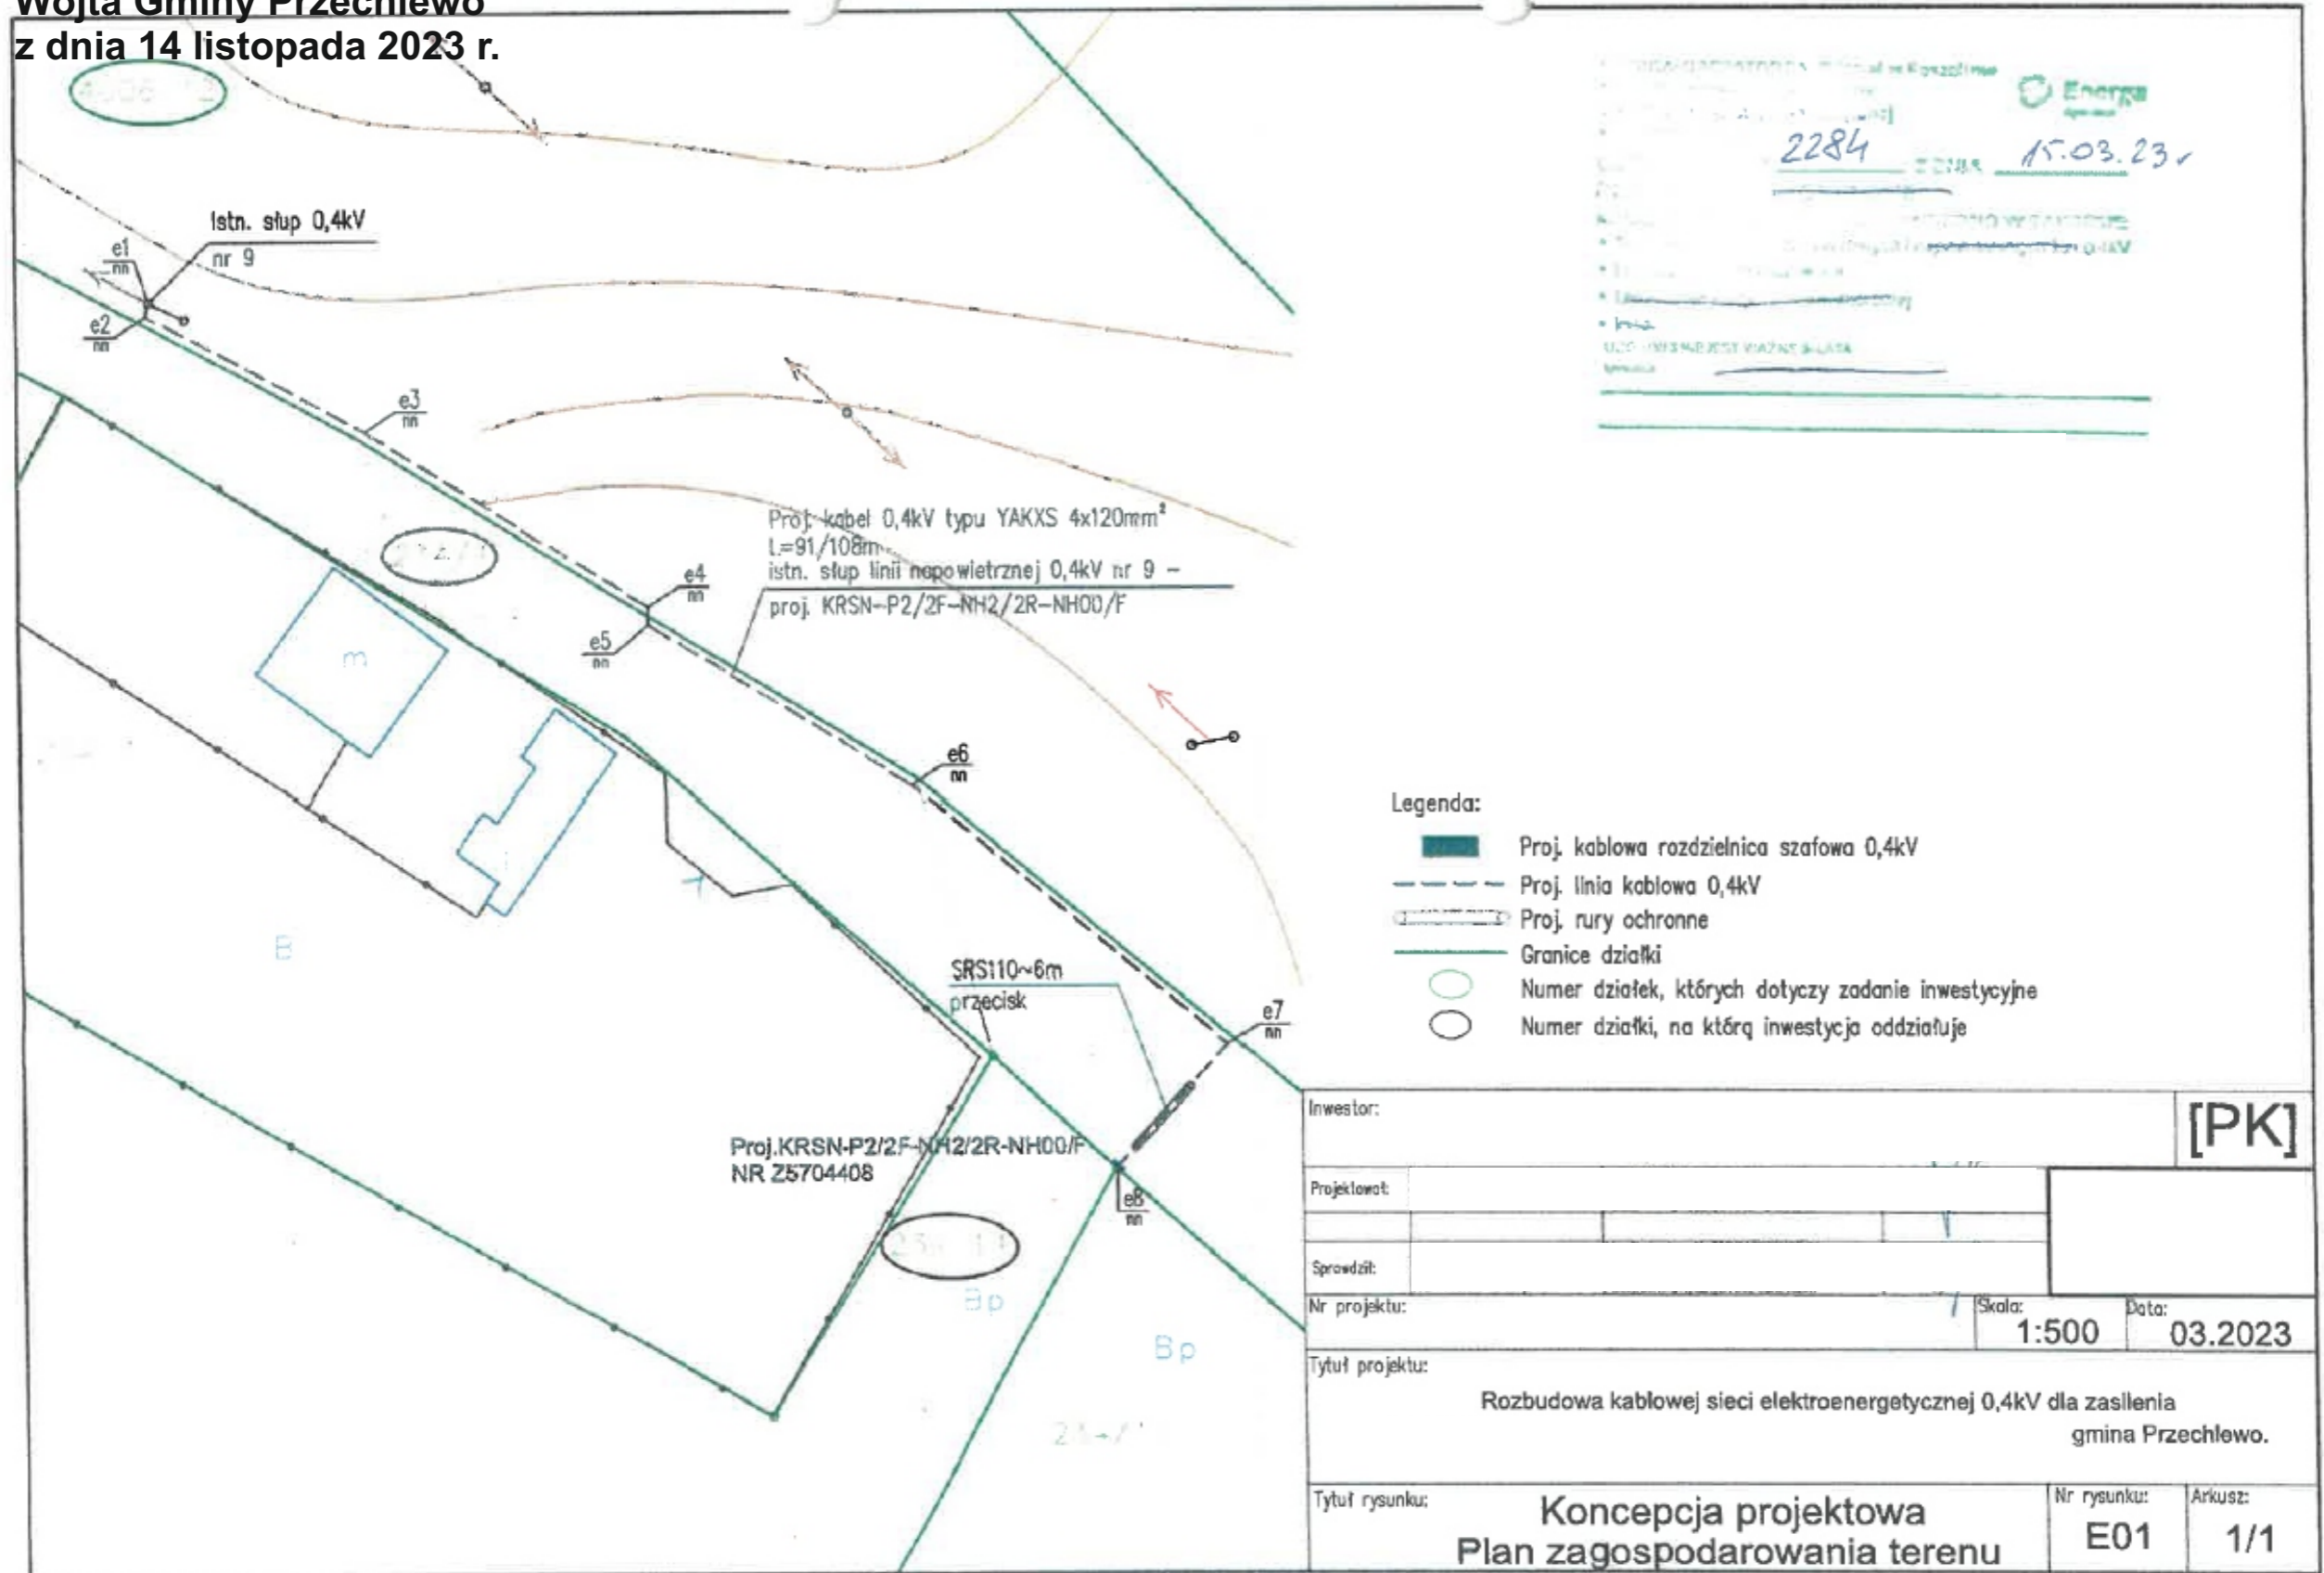 Wójta Gminy Przechlewo
z dnia 14 listopada 2023 r.
Energa
2284
Z DNIA
15.03.23r
Istn. słup 0,4kV
nr 9
e1
nn
e2
nn
e3
nn
Proj. kabel 0,4kV typu YAKXS 4x120mm²
L=91/108m
istn. słup linii napowietrznej 0,4kV nr 9 –
proj. KRSN-P2/2F-NH2/2R-NH00/F
e4
nn
e5
nn
m
e6
nn
B
SRS110~6m
przecisk
e7
nn
Proj.KRSN-P2/2F-NH2/2R-NH00/F
NR Z5704408
e8
nn
Bp
Bp
Legenda:
Proj. kablowa rozdzielnica szafowa 0,4kV
Proj. linia kablowa 0,4kV
Proj. rury ochronne
Granice działki
Numer działek, których dotyczy zadanie inwestycyjne
Numer działki, na którą inwestycja oddziałuje
Inwestor:
[PK]
Projektował:
Sprawdził:
Nr projektu:
Skala:
1:500
Data:
03.2023
Tytuł projektu:
Rozbudowa kablowej sieci elektroenergetycznej 0,4kV dla zasilenia
gmina Przechlewo.
Tytuł rysunku:
Koncepcja projektowa
Plan zagospodarowania terenu
Nr rysunku:
E01
Arkusz:
1/1